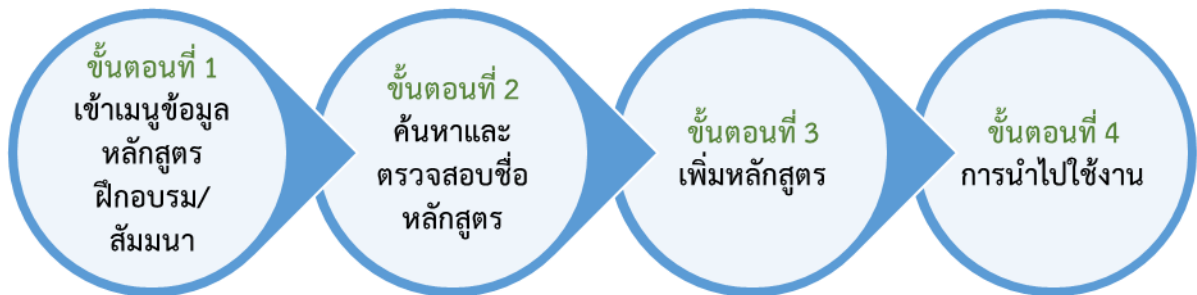 ขั้นตอนที่ 1
เข้าเมนูข้อมูล
หลักสูตร
ฝึกอบรม/
สัมมนา
ขั้นตอนที่ 2
ค้นหาและ
ตรวจสอบชื่อ
หลักสูตร
ขั้นตอนที่ 3
เพิ่มหลักสูตร
ขั้นตอนที่ 4
การนำไปใช้งาน